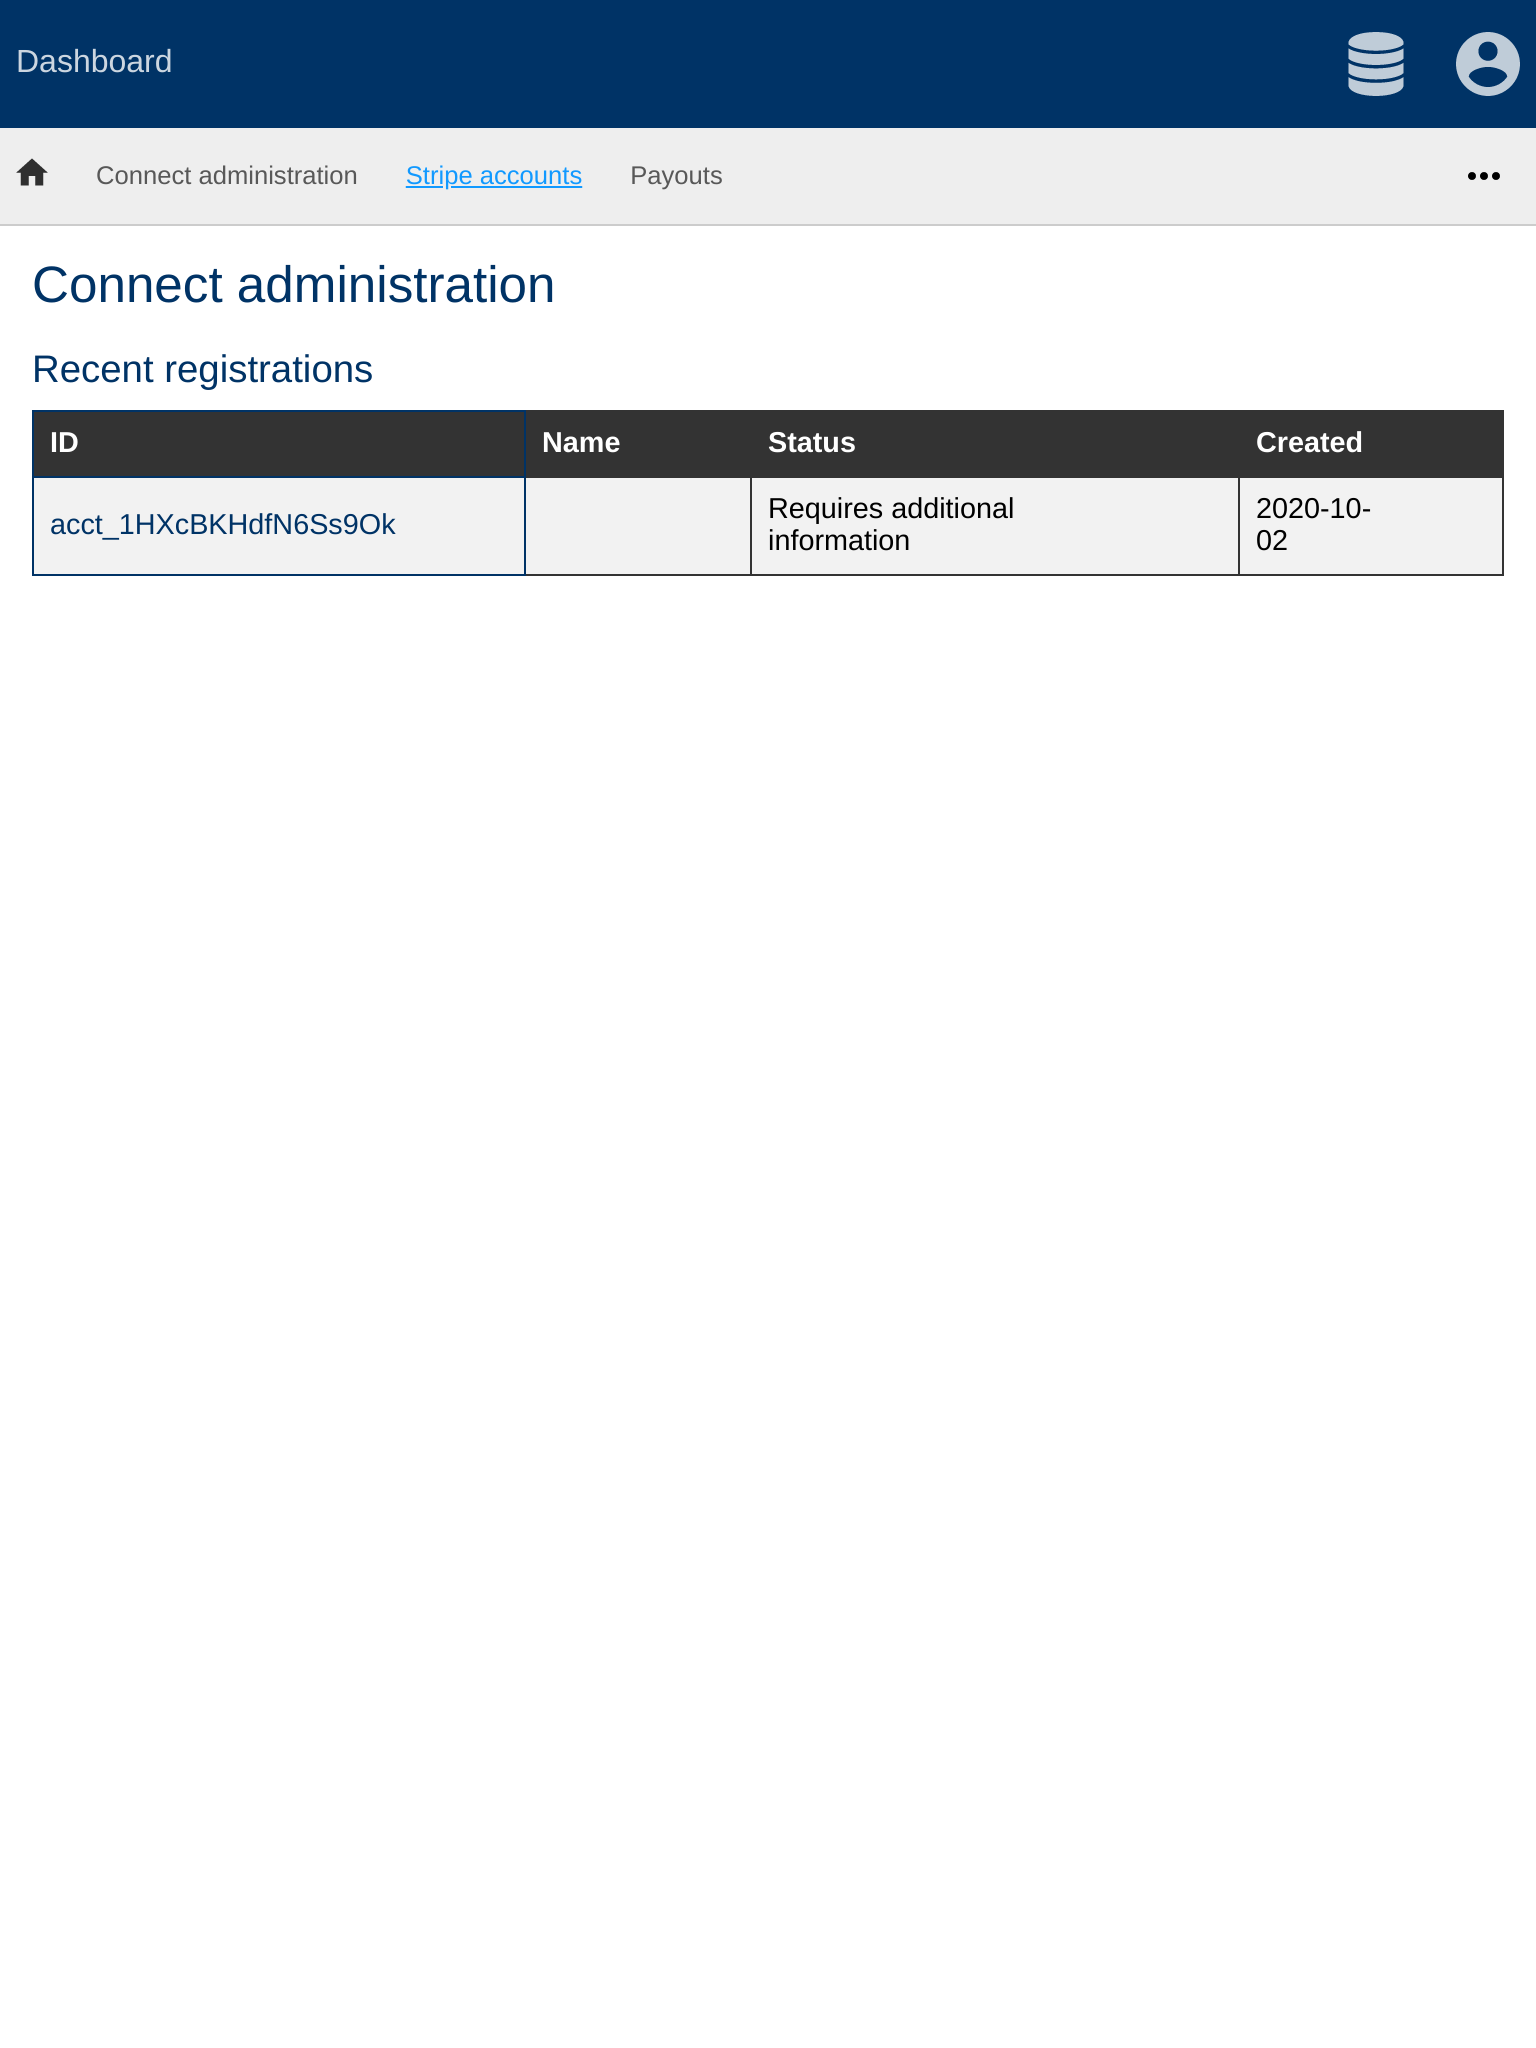 Dashboard
Connect administration Stripe accounts Payouts
Connect administration
Recent registrations
ID Name Status Created
acct_1HXcBKHdfN6Ss9Ok Requires additional information 2020-10-02